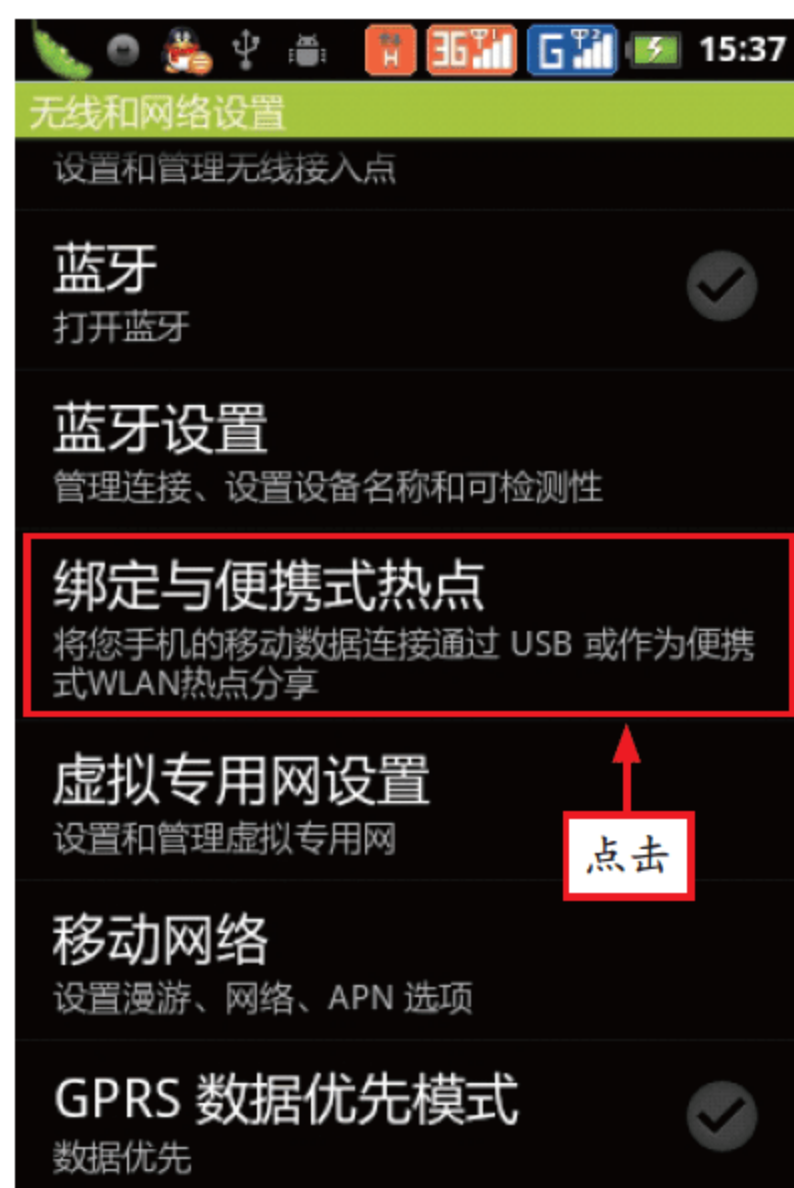 3G G 15:37
无线和网络设置
设置和管理无线接入点
蓝牙
打开蓝牙
蓝牙设置
管理连接、设置设备名称和可检测性
绑定与便携式热点
将您手机的移动数据连接通过 USB 或作为便携
式WLAN热点分享
虚拟专用网设置
设置和管理虚拟专用网
点击
移动网络
设置漫游、网络、APN 选项
GPRS 数据优先模式
数据优先